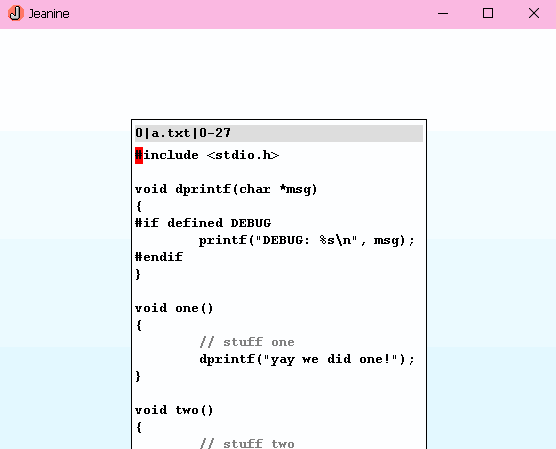 Jeanine
0|a.txt|0-27
#include <stdio.h>
void dprintf(char *msg)
{
#if defined DEBUG
        printf("DEBUG: %s\n", msg);
#endif
}
void one()
{
        // stuff one
        dprintf("yay we did one!");
}
void two()
{
        // stuff two